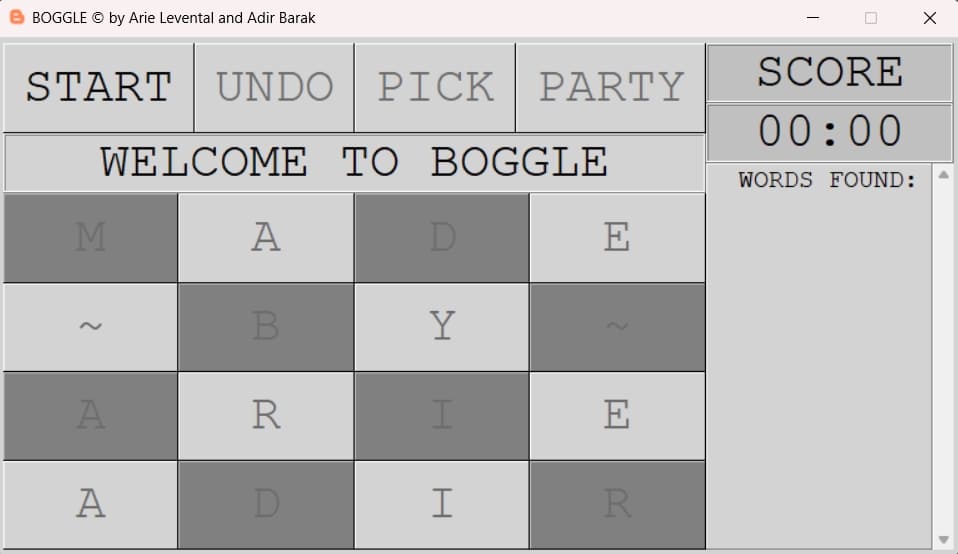 BOGGLE © by Arie Levental and Adir Barak
START UNDO PICK PARTY SCORE
00:00
WELCOME TO BOGGLE
WORDS FOUND:
M A D E
~ B Y ~
A R I E
A D I R